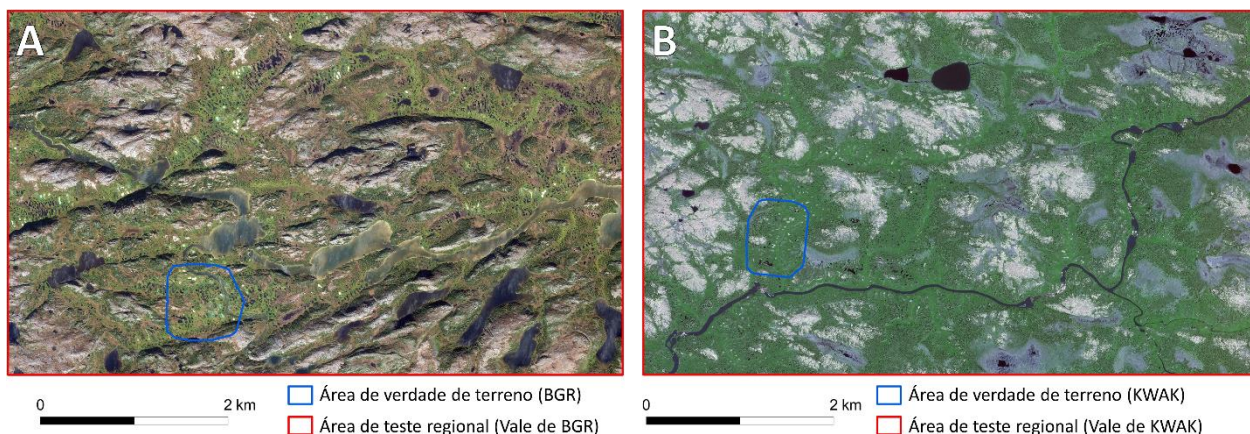 A
B
0 2 km
Área de verdade de terreno (BGR)
Área de teste regional (Vale de BGR)
0 2 km
Área de verdade de terreno (KWAK)
Área de teste regional (Vale de KWAK)